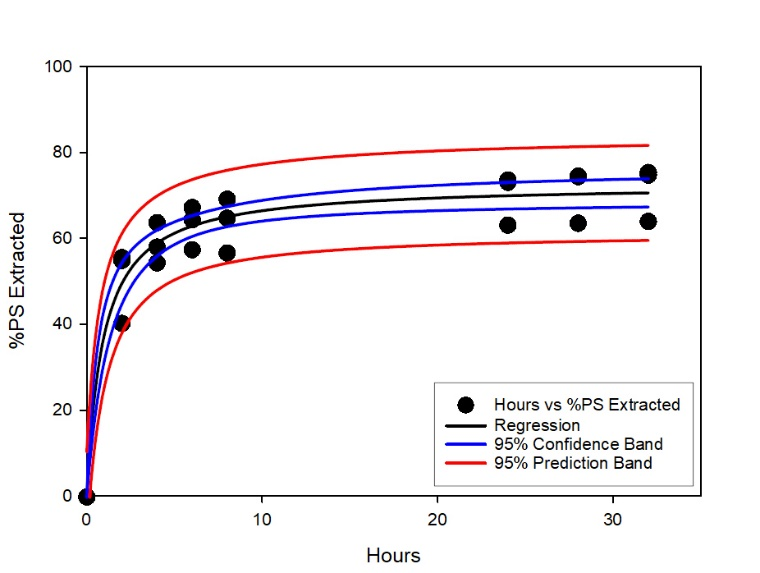 100
80
60
40
20
0
%PS Extracted
0 10 20 30
Hours
Hours vs %PS Extracted
Regression
95% Confidence Band
95% Prediction Band